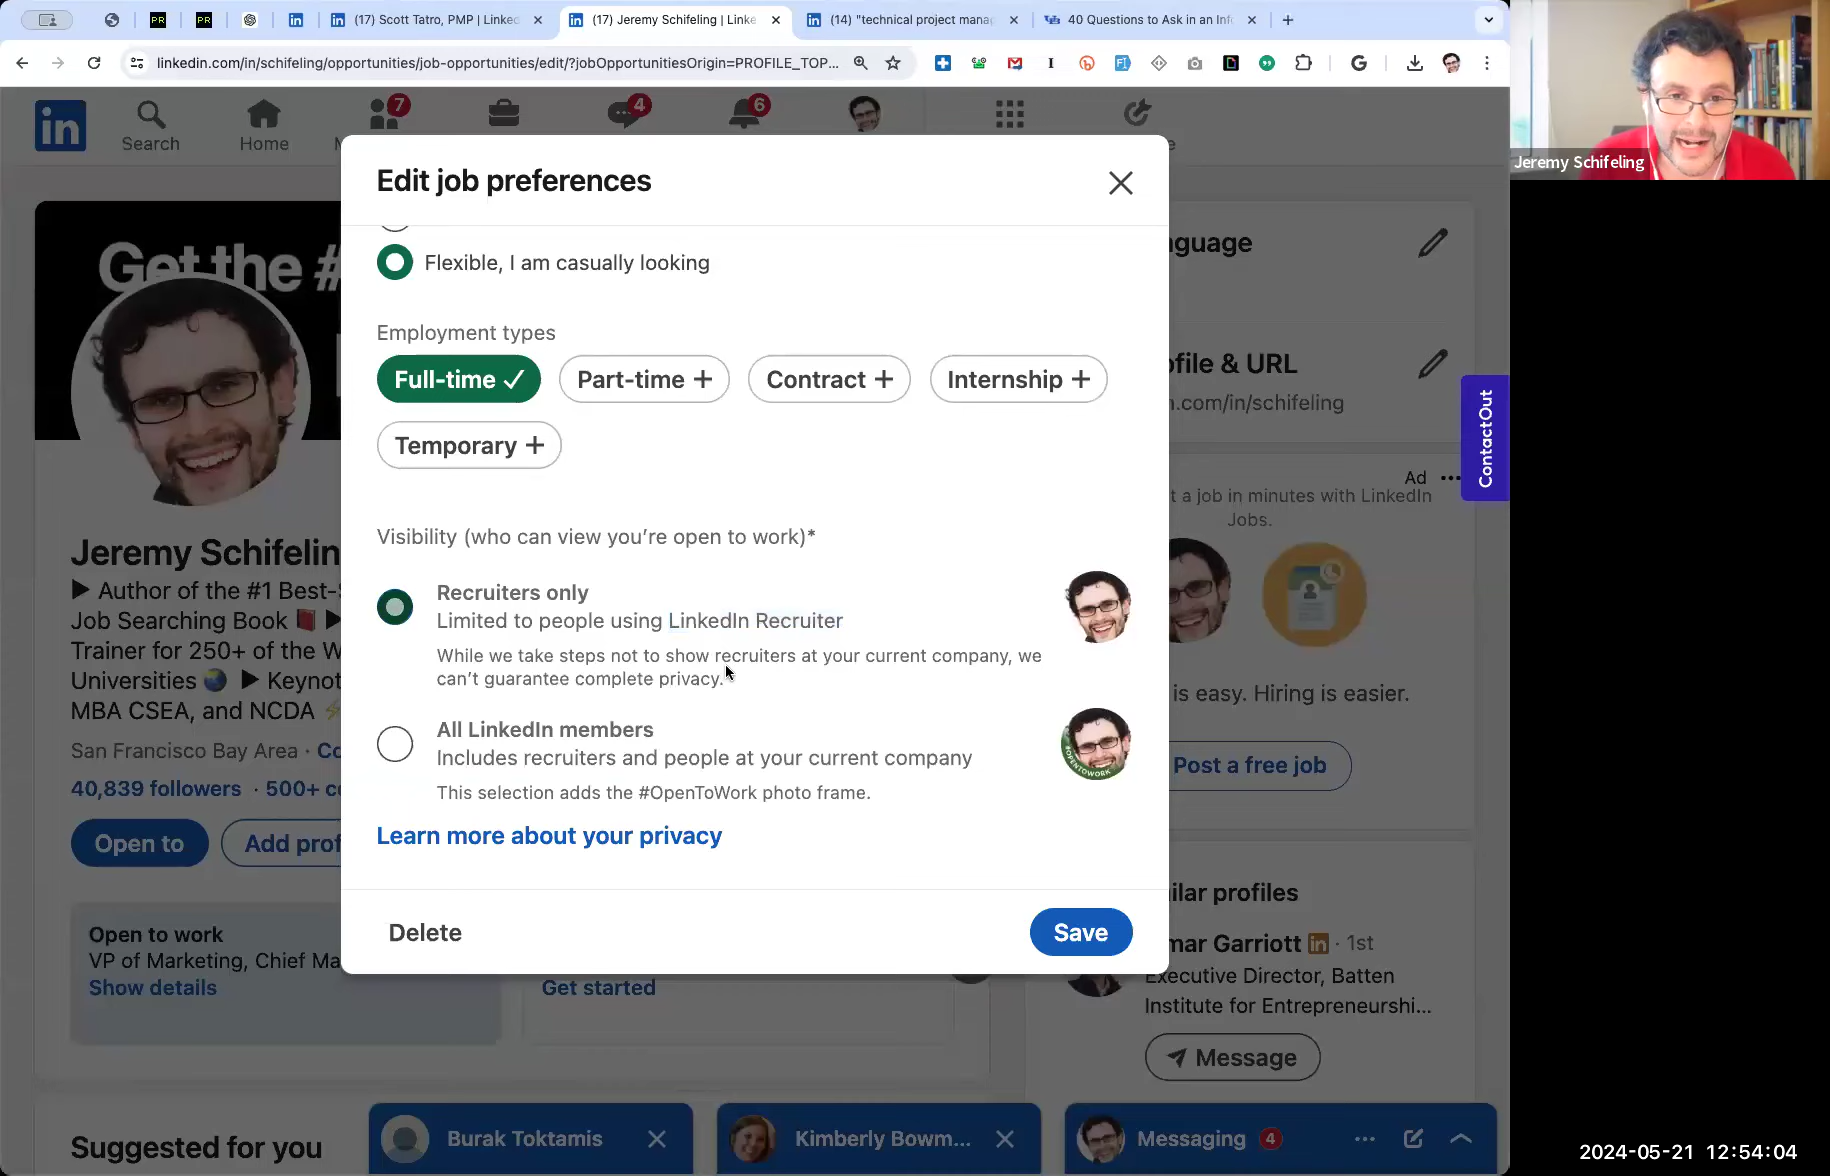 (17) Scott Tatro, PMP | Linked
(17) Jeremy Schifeling | Linke
(14) "technical project mana
40 Questions to Ask in an Inf
linkedin.com/in/schifeling/opportunities/job-opportunities/edit/?jobOpportunitiesOrigin=PROFILE_TOP...
Search
Home
7
4
6
Jeremy Schifeling
Edit job preferences
Flexible, I am casually looking
Employment types
Full-time
Part-time
Contract
Internship
Temporary
Visibility (who can view you’re open to work)*
Recruiters only
Limited to people using LinkedIn Recruiter
While we take steps not to show recruiters at your current company, we
can’t guarantee complete privacy.
All LinkedIn members
Includes recruiters and people at your current company
This selection adds the #OpenToWork photo frame.
#OPENTOWORK
Learn more about your privacy
Delete
Save
Get the #
Jeremy Schifelin
▶ Author of the #1 Best-S
Job Searching Book
Trainer for 250+ of the W
Universities ▶ Keynot
MBA CSEA, and NCDA
San Francisco Bay Area · Co
40,839 followers · 500+ co
Open to
Add prof
Open to work
VP of Marketing, Chief Ma
Show details
Get started
Suggested for you
nguage
ofile & URL
n.com/in/schifeling
ContactOut
Ad
t a job in minutes with LinkedIn
Jobs.
is easy. Hiring is easier.
Post a free job
ilar profiles
mar Garriott in · 1st
Executive Director, Batten
Institute for Entrepreneurshi...
Message
Burak Toktamis
Kimberly Bowm...
Messaging 4
2024-05-21 12:54:04